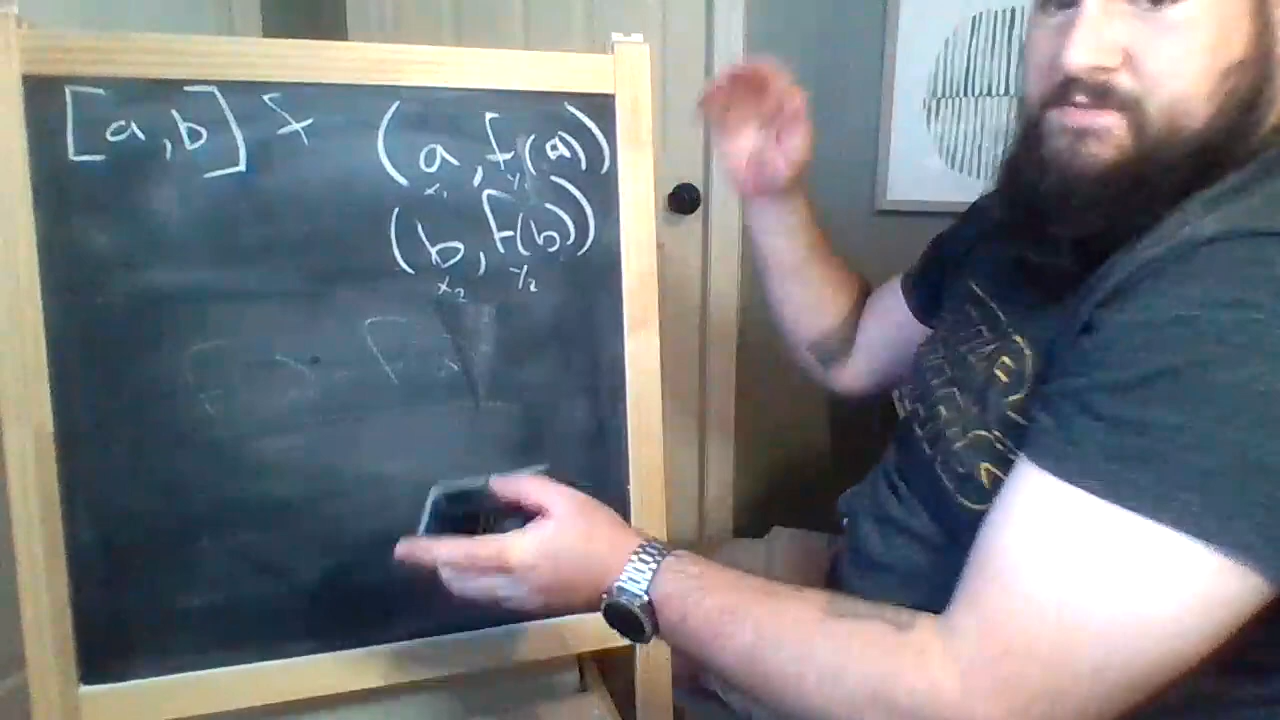 [a,b] f (a, f(a))
x₁ y₁
(b, f(b))
x₂ y₂